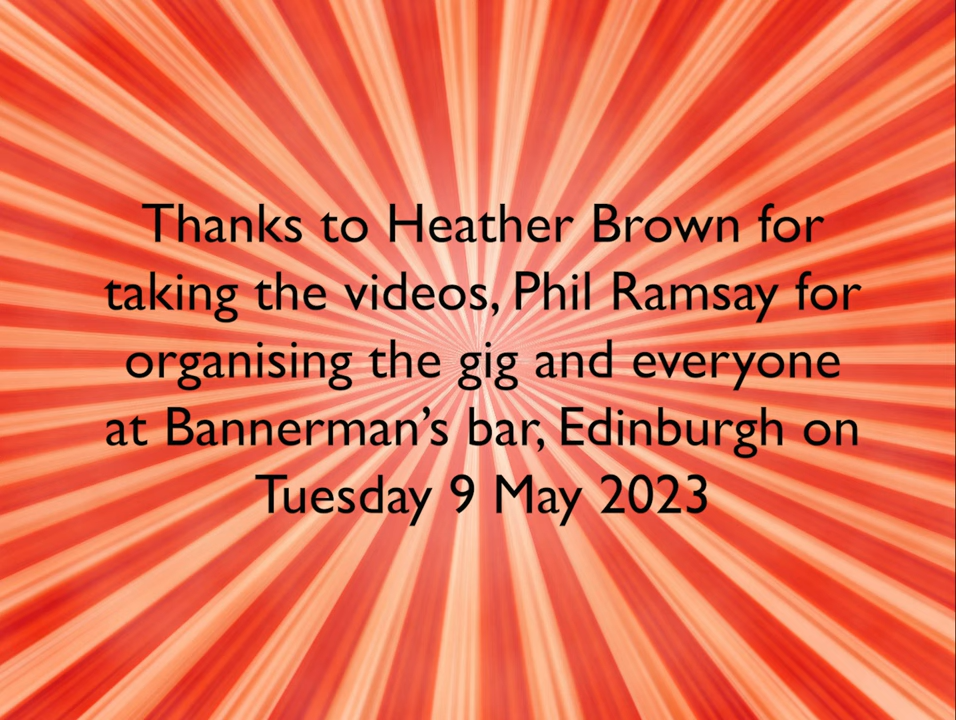 Thanks to Heather Brown for
taking the videos, Phil Ramsay for
organising the gig and everyone
at Bannerman’s bar, Edinburgh on
Tuesday 9 May 2023